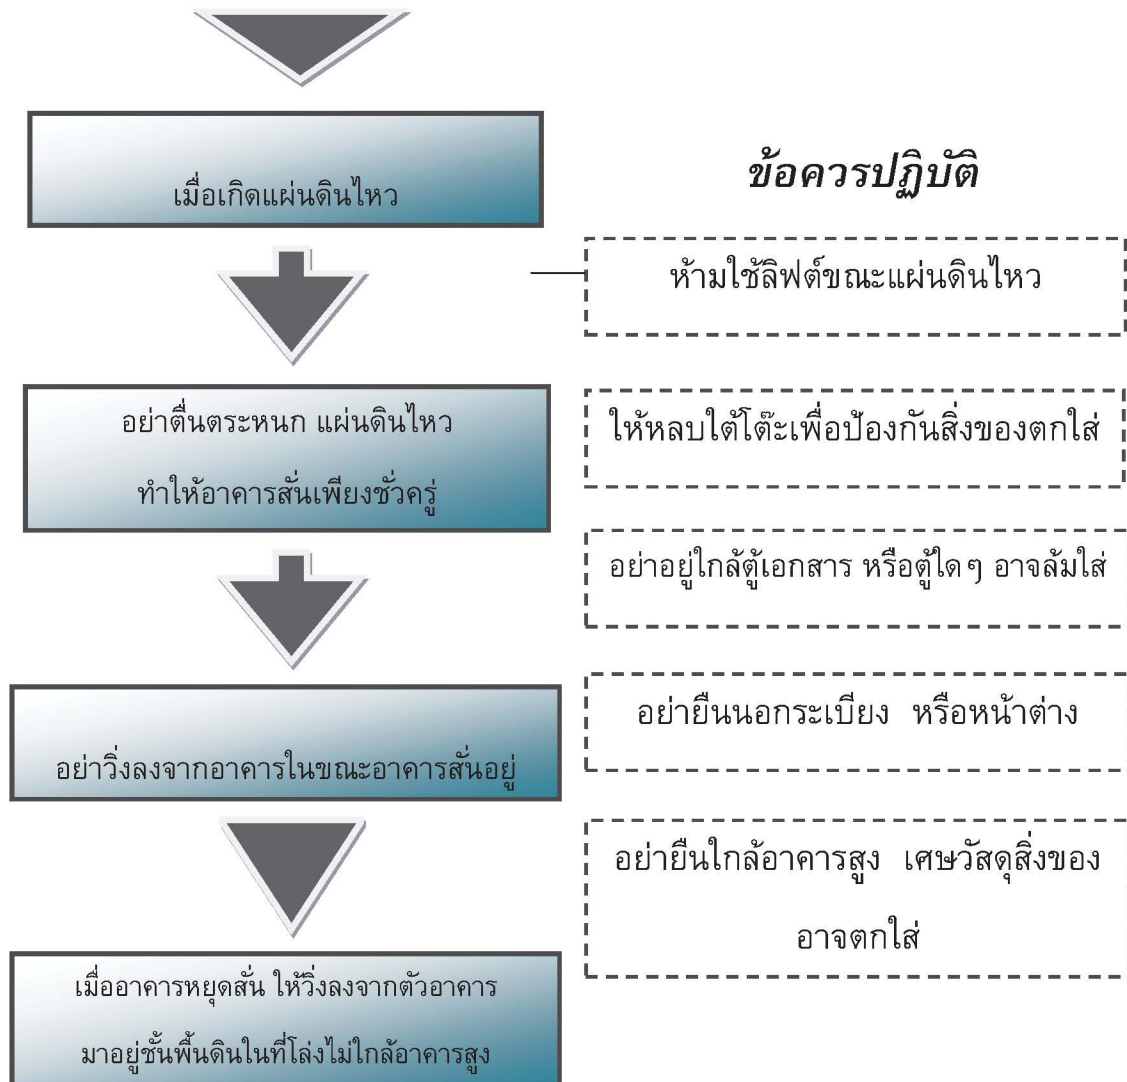 เมื่อเกิดแผ่นดินไหว
อย่าตื่นตระหนก แผ่นดินไหว
ทำให้อาคารสั่นเพียงชั่วครู่
อย่าวิ่งลงจากอาคารในขณะอาคารสั่นอยู่
เมื่ออาคารหยุดสั่น ให้วิ่งลงจากตัวอาคาร
มาอยู่ชั้นพื้นดินในที่โล่งไม่ใกล้อาคารสูง
ข้อควรปฏิบัติ
ห้ามใช้ลิฟต์ขณะแผ่นดินไหว
ให้หลบใต้โต๊ะเพื่อป้องกันสิ่งของตกใส่
อย่าอยู่ใกล้ตู้เอกสาร หรือตู้ใด ๆ อาจล้มใส่
อย่ายืนนอกระเบียง หรือหน้าต่าง
อย่ายืนใกล้อาคารสูง เศษวัสดุสิ่งของ
อาจตกใส่